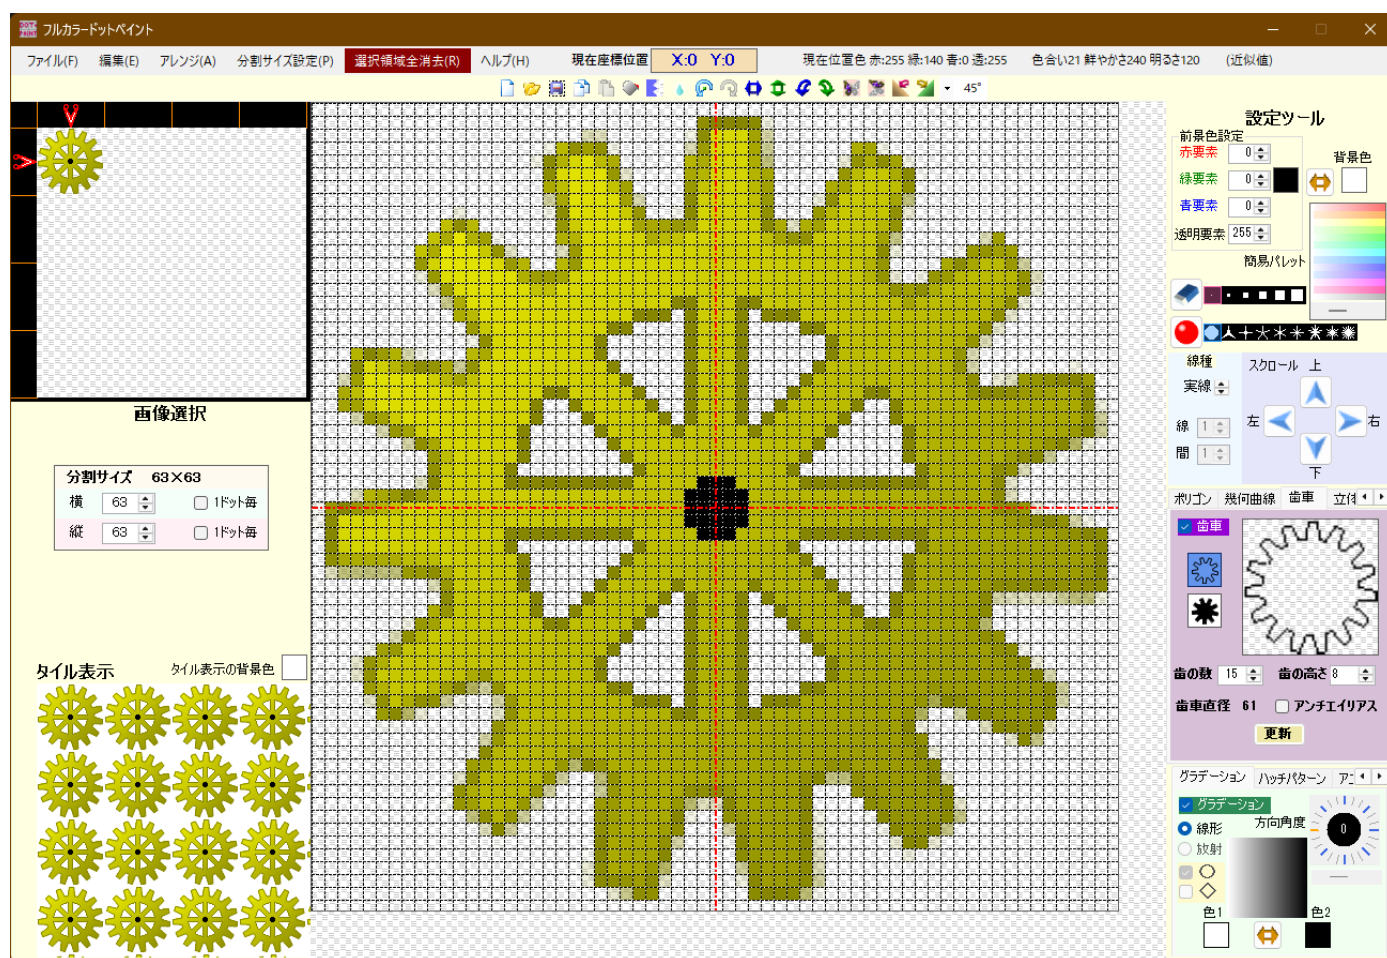 フルカラードットペイント
ファイル(F) 編集(E) アレンジ(A) 分割サイズ設定(P) 選択領域全消去(R) ヘルプ(H) 現在座標位置 X:0 Y:0 現在位置色 赤:255 緑:140 青:0 透:255 色合い21 鮮やかさ240 明るさ120 (近似値)
45°
設定ツール
前景色設定
赤要素 0
背景色
緑要素 0
青要素 0
透明要素 255
簡易パレット
線種
実線
線 1
間 1
スクロール 上
左
右
下
画像選択
分割サイズ 63×63
横 63 1ドット毎
縦 63 1ドット毎
ポリゴン 幾何曲線 歯車
歯車
歯の数 15 歯の高さ 8
歯車直径 61 アンチエイリアス
更新
タイル表示 タイル表示の背景色
グラデーション ハッチパターン
グラデーション
線形 方向角度 0
放射
色1 色2